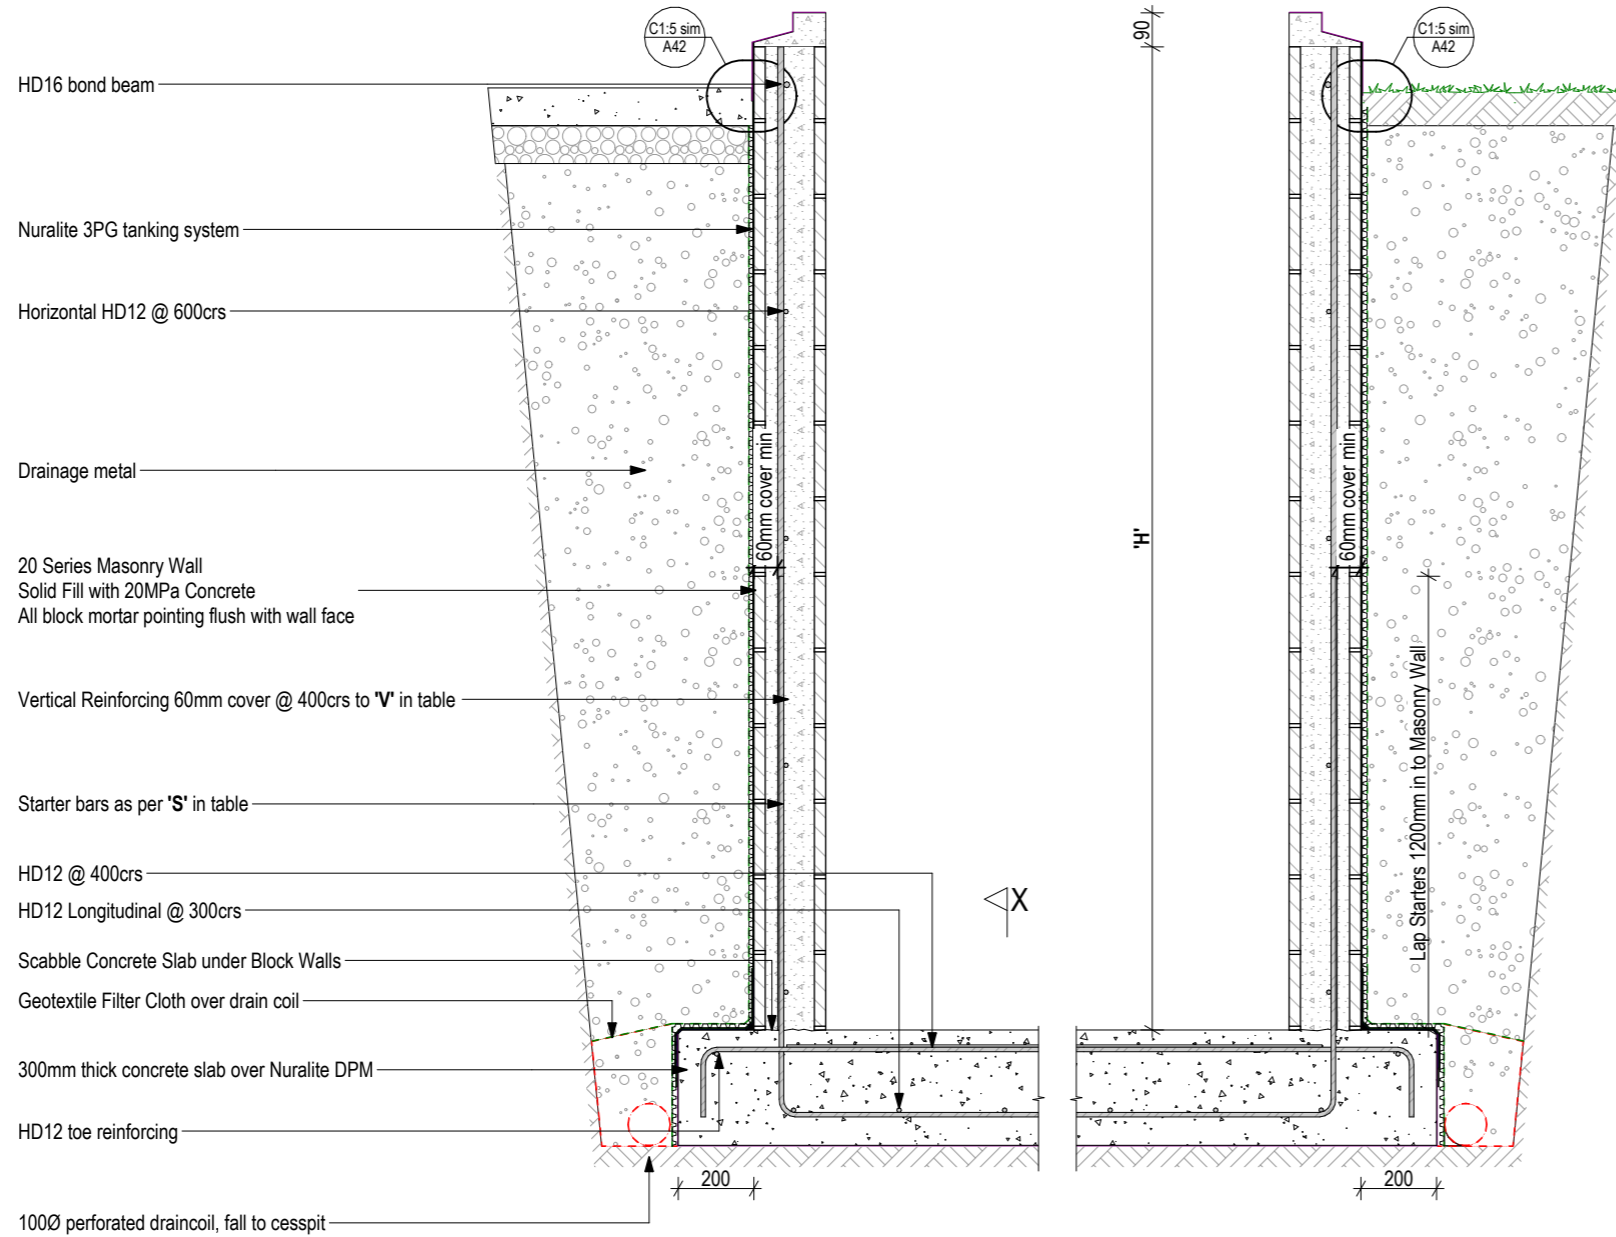 C1:5 sim
A42
90
C1:5 sim
A42
HD16 bond beam
Nuralite 3PG tanking system
Horizontal HD12 @ 600crs
Drainage metal
60mm cover min
'H'
60mm cover min
20 Series Masonry Wall
Solid Fill with 20MPa Concrete
All block mortar pointing flush with wall face
Vertical Reinforcing 60mm cover @ 400crs to 'V' in table
Lap Starters 1200mm in to Masonry Wall
Starter bars as per 'S' in table
HD12 @ 400crs
X
HD12 Longitudinal @ 300crs
Scabble Concrete Slab under Block Walls
Geotextile Filter Cloth over drain coil
300mm thick concrete slab over Nuralite DPM
HD12 toe reinforcing
200
200
100Ø perforated draincoil, fall to cesspit